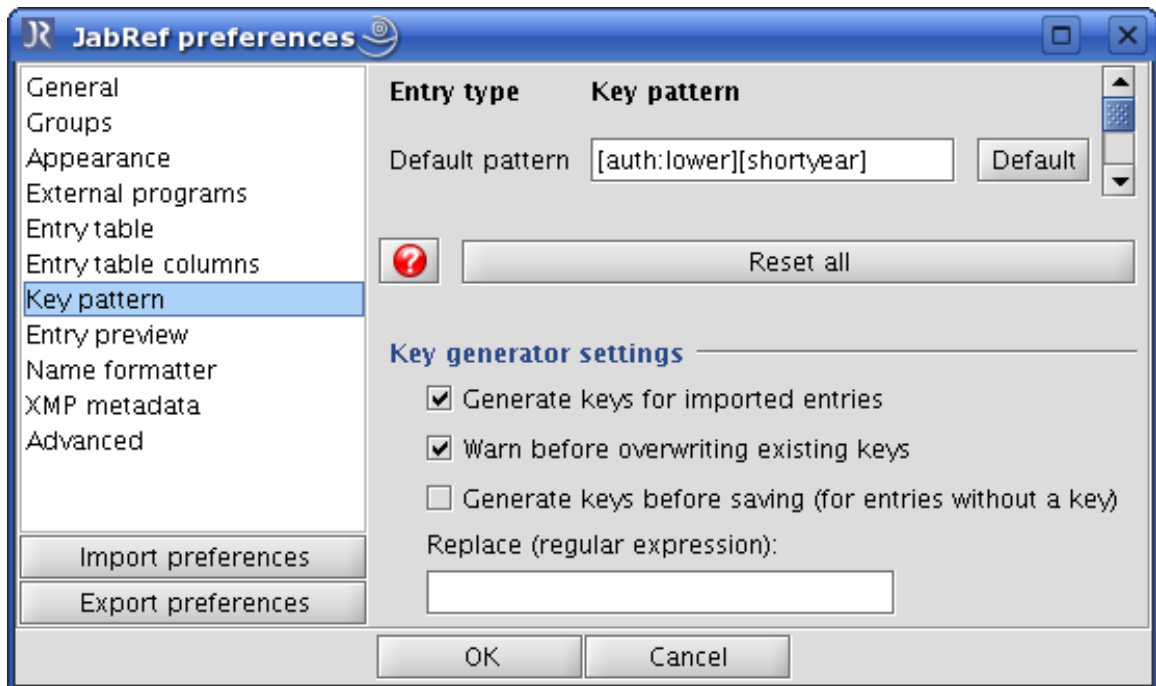 JabRef preferences
General
Groups
Appearance
External programs
Entry table
Entry table columns
Key pattern
Entry preview
Name formatter
XMP metadata
Advanced
Import preferences
Export preferences
Entry type Key pattern
Default pattern [auth:lower][shortyear] Default
Reset all
Key generator settings
Generate keys for imported entries
Warn before overwriting existing keys
Generate keys before saving (for entries without a key)
Replace (regular expression):
OK Cancel